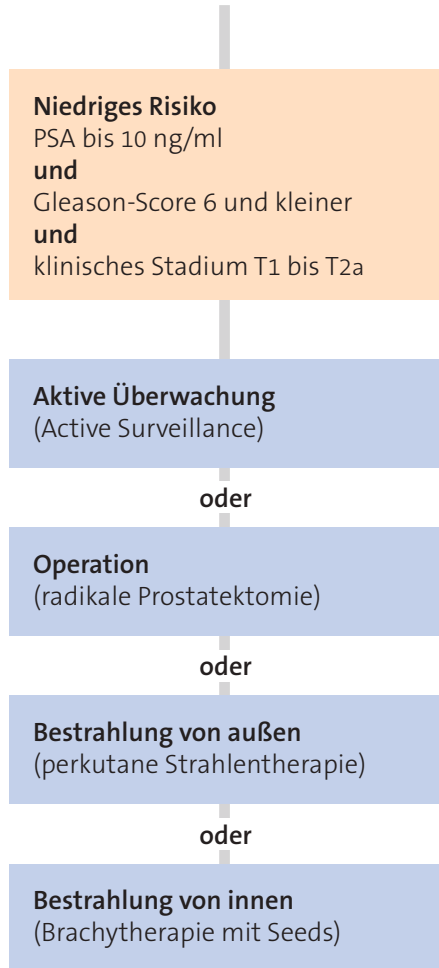 Niedriges Risiko
PSA bis 10 ng/ml
und
Gleason-Score 6 und kleiner
und
klinisches Stadium T1 bis T2a
Aktive Überwachung
(Active Surveillance)
oder
Operation
(radikale Prostatektomie)
oder
Bestrahlung von außen
(perkutane Strahlentherapie)
oder
Bestrahlung von innen
(Brachytherapie mit Seeds)